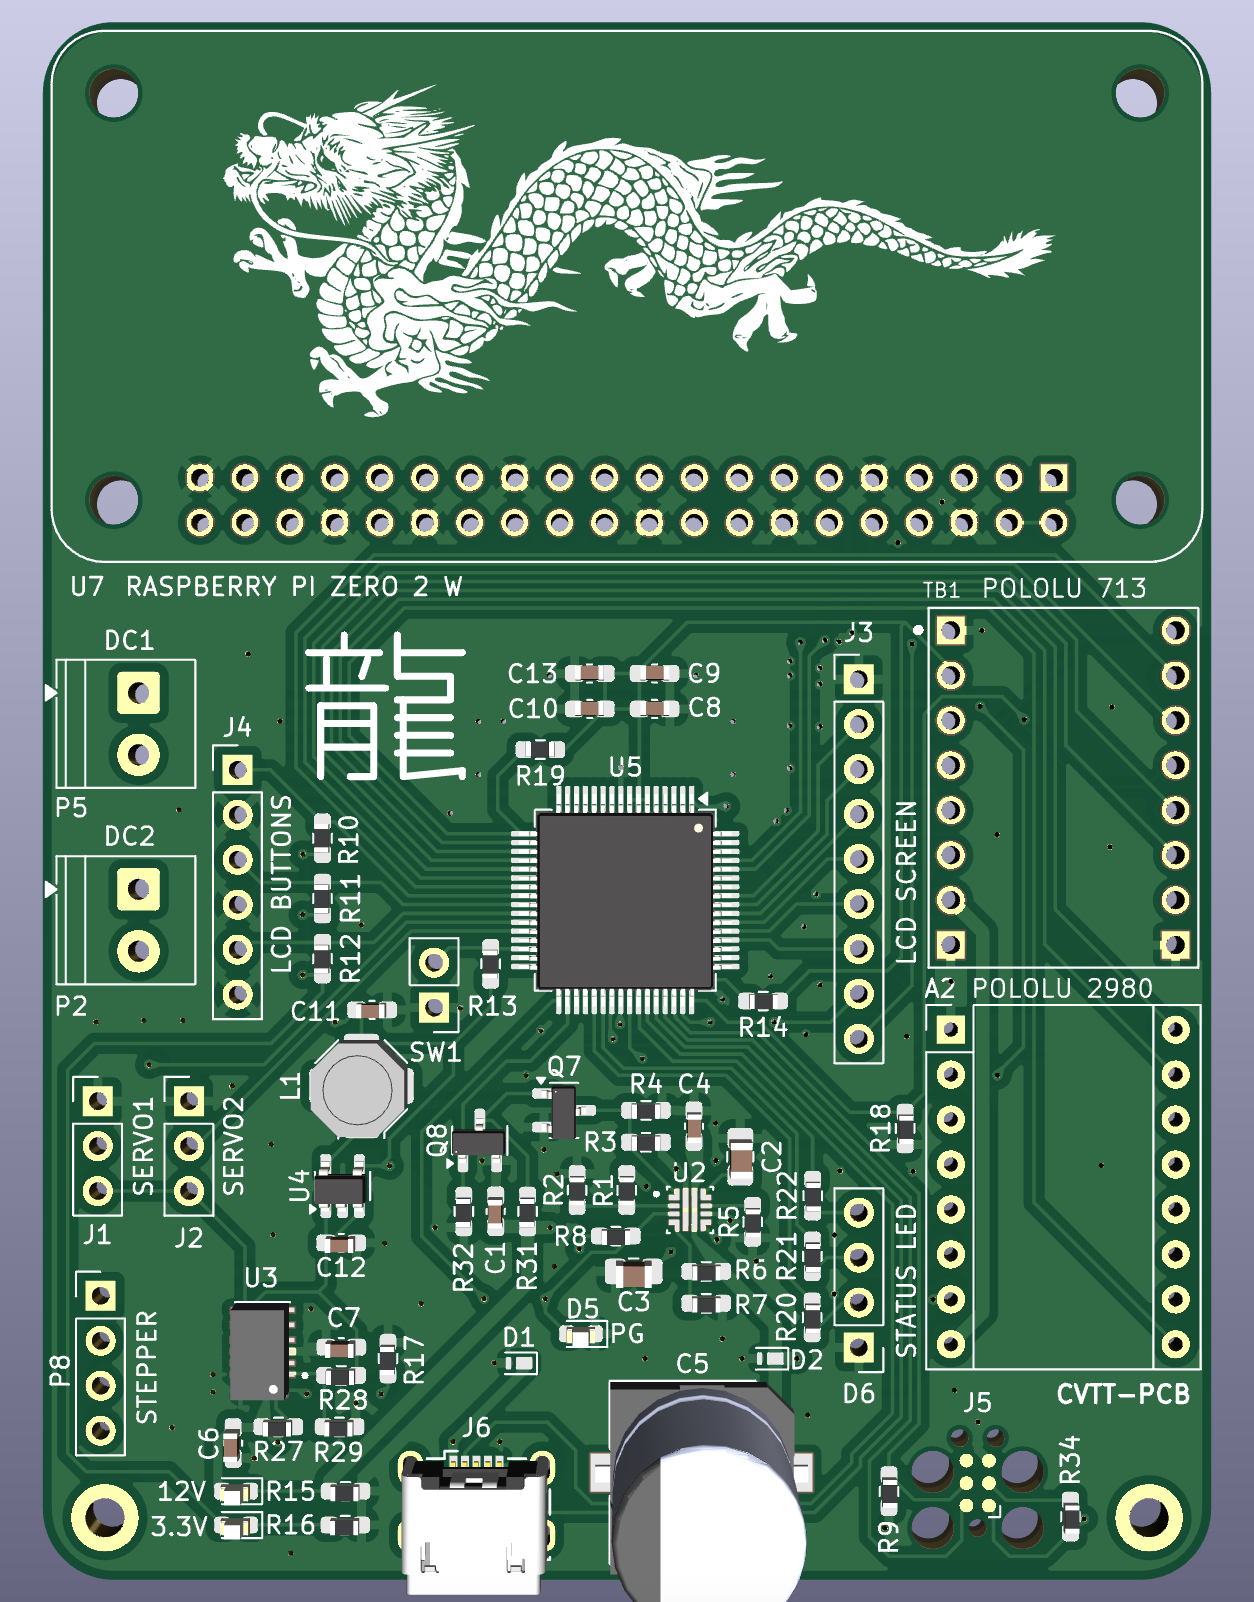 U7 RASPBERRY PI ZERO 2 W
TB1 POLOLU 713
DC1
龍
J3
C13
C9
C10
C8
J4
R19
U5
P5
DC2
LCD BUTTONS
R10
R11
R12
LCD SCREEN
P2
C11
R13
R14
A2 POLOLU 2980
SW1
L1
Q7
R4
C4
SERVO1
SERVO2
Q8
R3
C2
R18
U4
R2
R1
U2
R5
R22
J1
J2
R8
C12
R32
C1
R31
R6
R21
STATUS LED
U3
C3
R7
R20
P8
STEPPER
C7
D5
PG
D1
R17
C5
D2
R28
D6
CVTT-PCB
J5
C6
R27
R29
J6
R34
12V
R15
3.3V
R16
R9